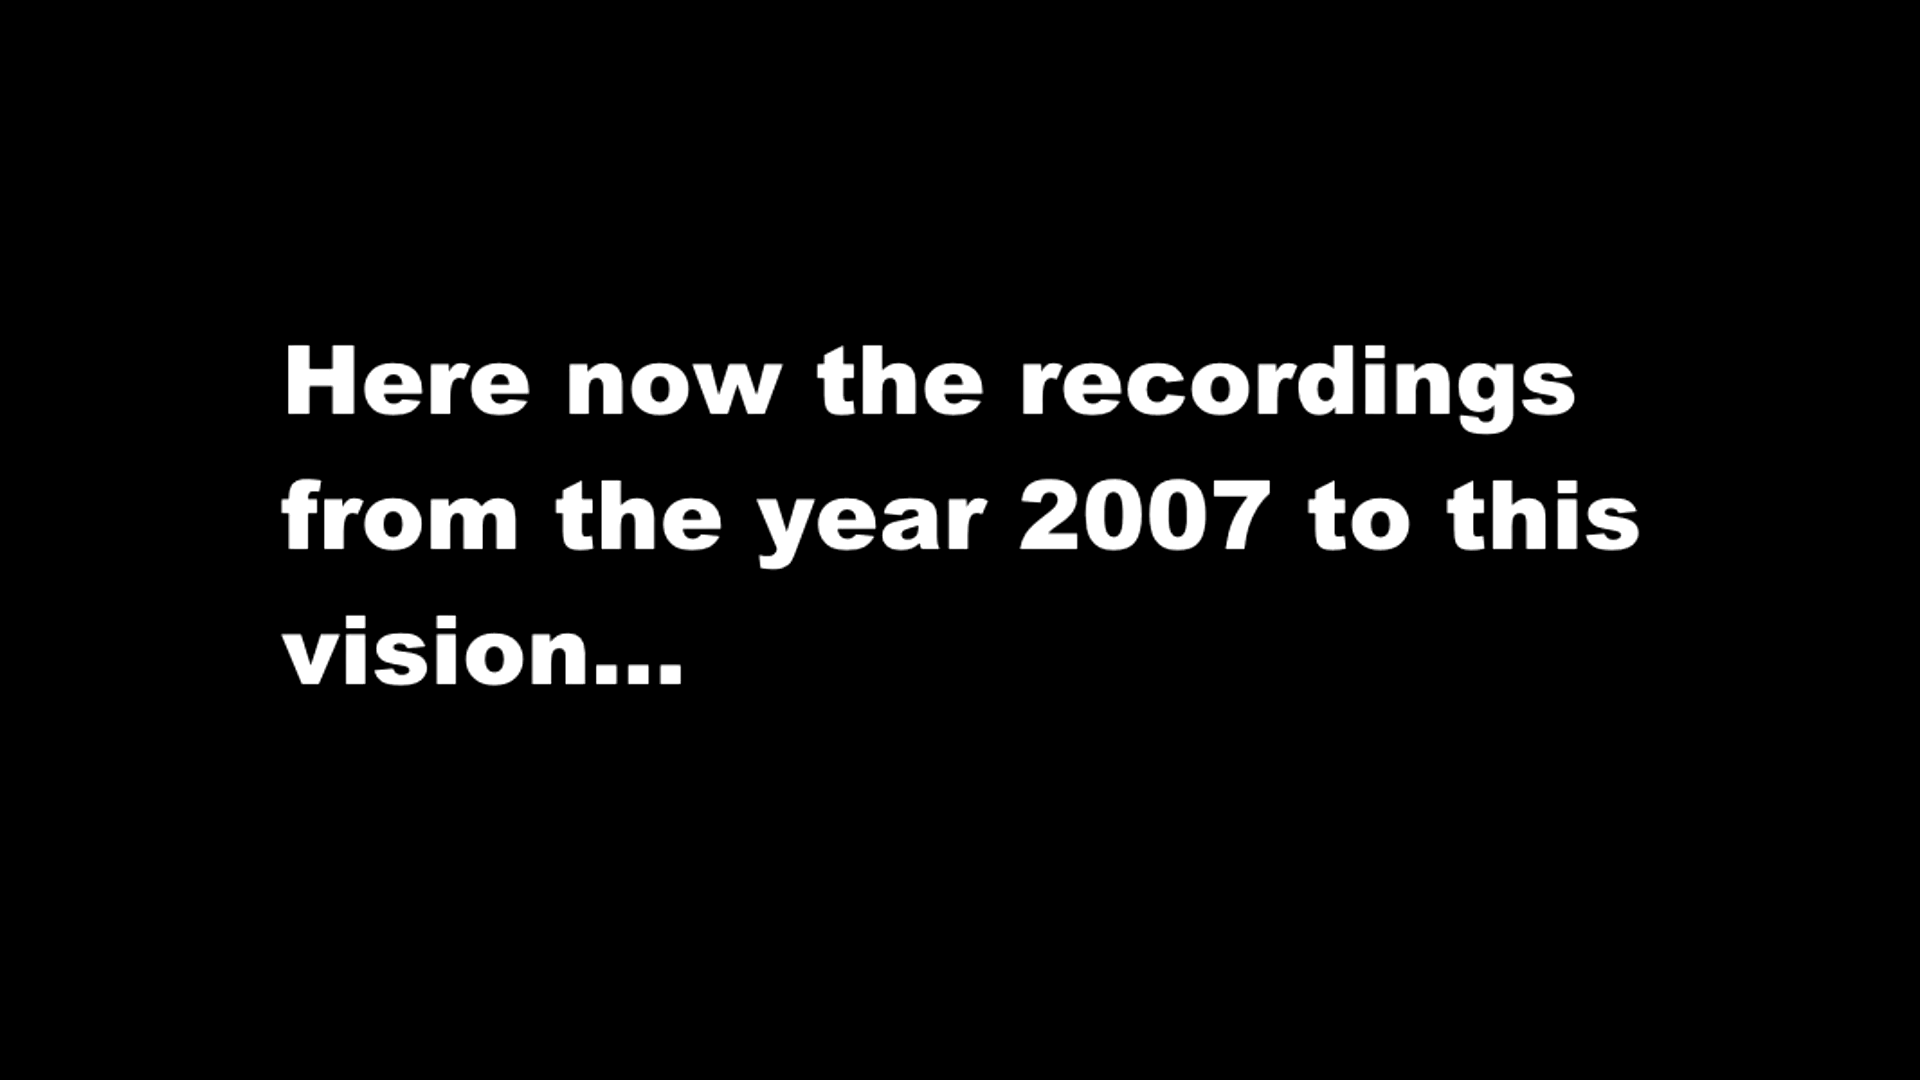 Here now the recordings
from the year 2007 to this
vision...